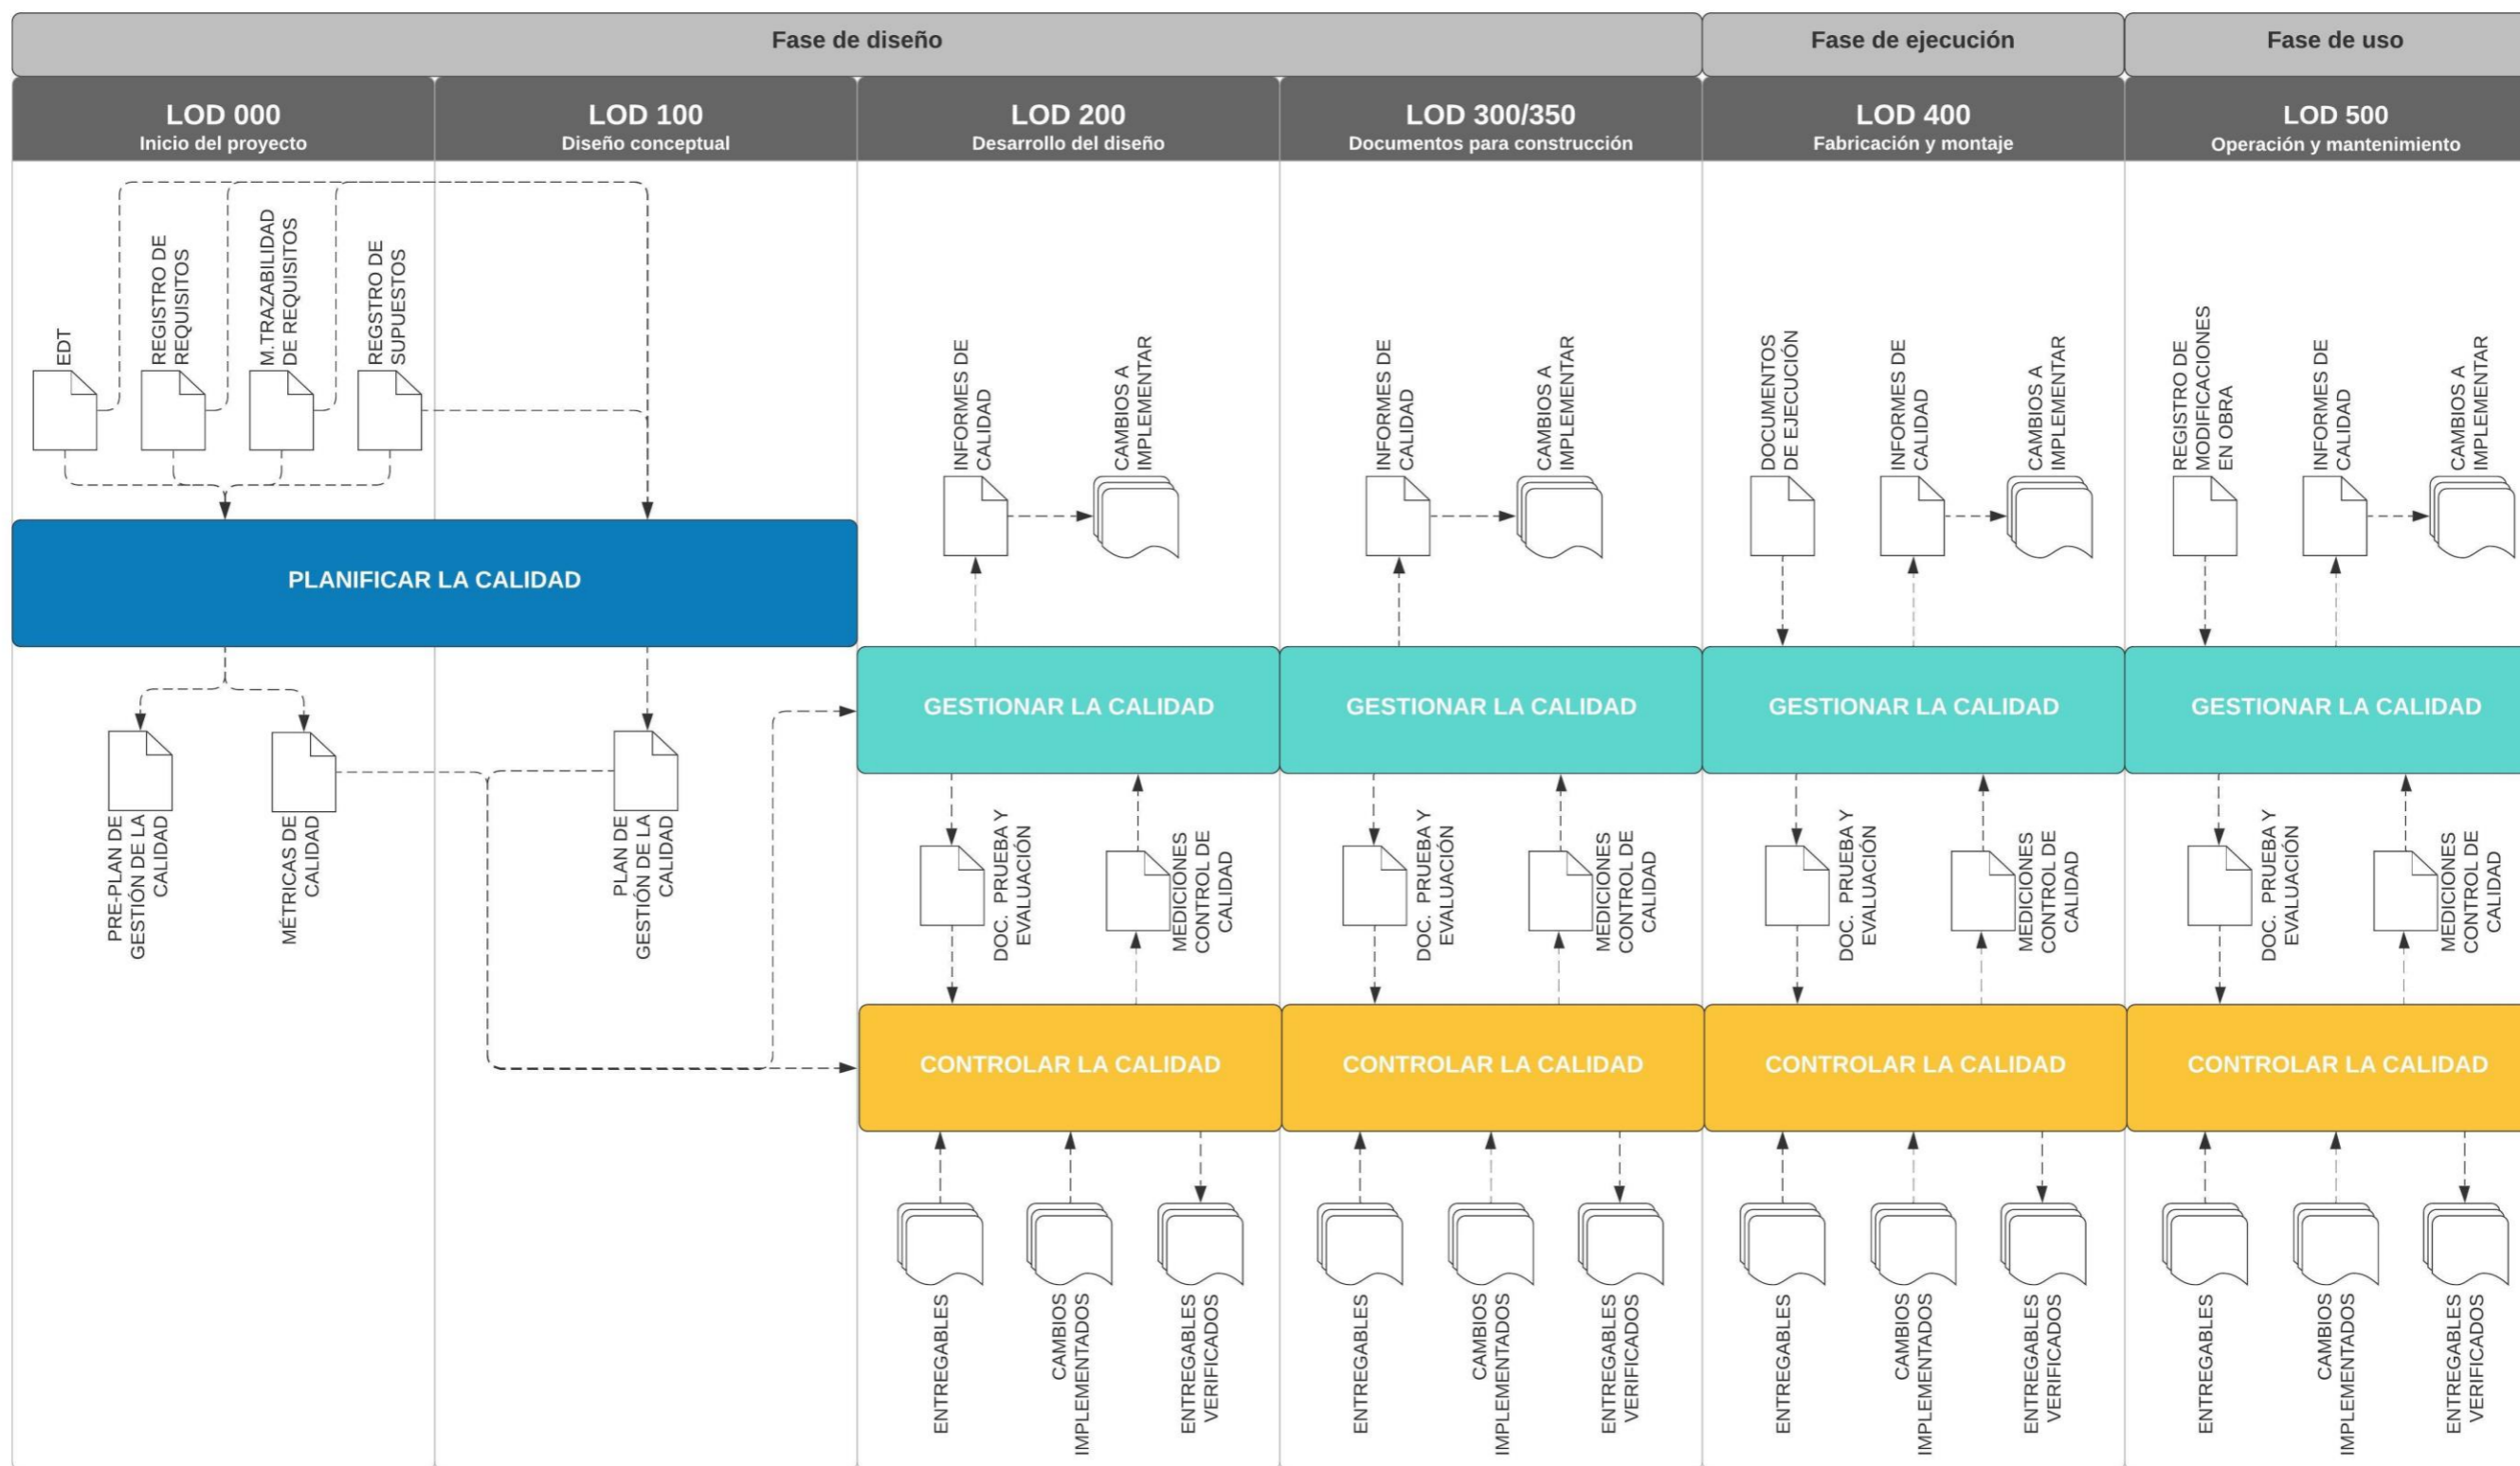 Fase de diseño
Fase de ejecución
Fase de uso
LOD 000
Inicio del proyecto
LOD 100
Diseño conceptual
LOD 200
Desarrollo del diseño
LOD 300/350
Documentos para construcción
LOD 400
Fabricación y montaje
LOD 500
Operación y mantenimiento
EDT
REGISTRO DE
REQUISITOS
M.TRAZABILIDAD
DE REQUISITOS
REGSTRO DE
SUPUESTOS
INFORMES DE
CALIDAD
CAMBIOS A
IMPLEMENTAR
INFORMES DE
CALIDAD
CAMBIOS A
IMPLEMENTAR
DOCUMENTOS
DE EJECUCIÓN
INFORMES DE
CALIDAD
CAMBIOS A
IMPLEMENTAR
REGISTRO DE
MODIFICACIONES
EN OBRA
INFORMES DE
CALIDAD
CAMBIOS A
IMPLEMENTAR
PLANIFICAR LA CALIDAD
GESTIONAR LA CALIDAD
GESTIONAR LA CALIDAD
GESTIONAR LA CALIDAD
GESTIONAR LA CALIDAD
PRE-PLAN DE
GESTIÓN DE LA
CALIDAD
MÉTRICAS DE
CALIDAD
PLAN DE
GESTIÓN DE LA
CALIDAD
DOC. PRUEBA Y
EVALUACIÓN
MEDICIONES
CONTROL DE
CALIDAD
DOC. PRUEBA Y
EVALUACIÓN
MEDICIONES
CONTROL DE
CALIDAD
DOC. PRUEBA Y
EVALUACIÓN
MEDICIONES
CONTROL DE
CALIDAD
DOC. PRUEBA Y
EVALUACIÓN
MEDICIONES
CONTROL DE
CALIDAD
CONTROLAR LA CALIDAD
CONTROLAR LA CALIDAD
CONTROLAR LA CALIDAD
CONTROLAR LA CALIDAD
ENTREGABLES
CAMBIOS
IMPLEMENTADOS
ENTREGABLES
VERIFICADOS
ENTREGABLES
CAMBIOS
IMPLEMENTADOS
ENTREGABLES
VERIFICADOS
ENTREGABLES
CAMBIOS
IMPLEMENTADOS
ENTREGABLES
VERIFICADOS
ENTREGABLES
CAMBIOS
IMPLEMENTADOS
ENTREGABLES
VERIFICADOS